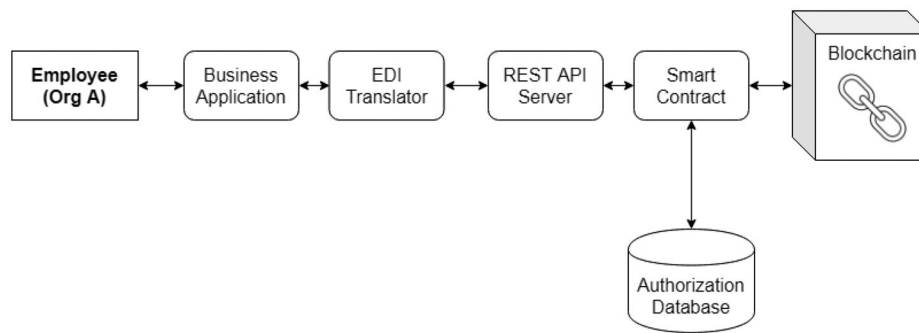 Employee
(Org A)
Business
Application
EDI
Translator
REST API
Server
Smart
Contract
Blockchain
Authorization
Database